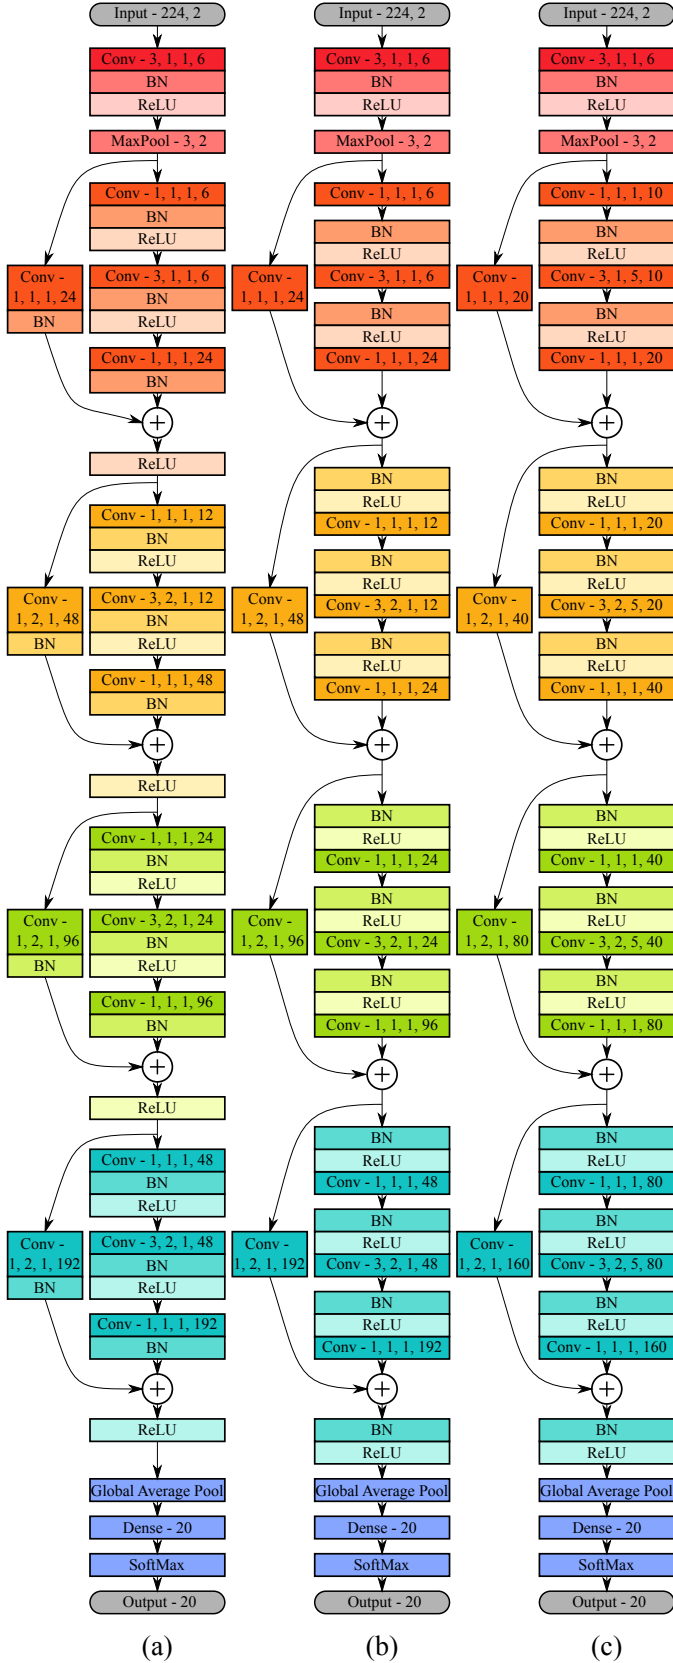 Input - 224, 2
Conv - 3, 1, 1, 6
BN
ReLU
MaxPool - 3, 2
Conv - 1, 1, 1, 6
BN
ReLU
Conv - 3, 1, 1, 6
BN
ReLU
Conv - 1, 1, 1, 24
BN
Conv -
1, 1, 1, 24
BN
+
ReLU
Conv - 1, 1, 1, 12
BN
ReLU
Conv - 3, 2, 1, 12
BN
ReLU
Conv - 1, 1, 1, 48
BN
Conv -
1, 2, 1, 48
BN
+
ReLU
Conv - 1, 1, 1, 24
BN
ReLU
Conv - 3, 2, 1, 24
BN
ReLU
Conv - 1, 1, 1, 96
BN
Conv -
1, 2, 1, 96
BN
+
ReLU
Conv - 1, 1, 1, 48
BN
ReLU
Conv - 3, 2, 1, 48
BN
ReLU
Conv - 1, 1, 1, 192
BN
Conv -
1, 2, 1, 192
BN
+
ReLU
Global Average Pool
Dense - 20
SoftMax
Output - 20
(a)
Input - 224, 2
Conv - 3, 1, 1, 6
BN
ReLU
MaxPool - 3, 2
Conv - 1, 1, 1, 6
BN
ReLU
Conv - 3, 1, 1, 6
BN
ReLU
Conv - 1, 1, 1, 24
Conv -
1, 1, 1, 24
+
BN
ReLU
Conv - 1, 1, 1, 12
BN
ReLU
Conv - 3, 2, 1, 12
BN
ReLU
Conv - 1, 1, 1, 24
Conv -
1, 2, 1, 48
+
BN
ReLU
Conv - 1, 1, 1, 24
BN
ReLU
Conv - 3, 2, 1, 24
BN
ReLU
Conv - 1, 1, 1, 96
Conv -
1, 2, 1, 96
+
BN
ReLU
Conv - 1, 1, 1, 48
BN
ReLU
Conv - 3, 2, 1, 48
BN
ReLU
Conv - 1, 1, 1, 192
Conv -
1, 2, 1, 192
+
BN
ReLU
Global Average Pool
Dense - 20
SoftMax
Output - 20
(b)
Input - 224, 2
Conv - 3, 1, 1, 6
BN
ReLU
MaxPool - 3, 2
Conv - 1, 1, 1, 10
BN
ReLU
Conv - 3, 1, 5, 10
BN
ReLU
Conv - 1, 1, 1, 20
Conv -
1, 1, 1, 20
+
BN
ReLU
Conv - 1, 1, 1, 20
BN
ReLU
Conv - 3, 2, 5, 20
BN
ReLU
Conv - 1, 1, 1, 40
Conv -
1, 2, 1, 40
+
BN
ReLU
Conv - 1, 1, 1, 40
BN
ReLU
Conv - 3, 2, 5, 40
BN
ReLU
Conv - 1, 1, 1, 80
Conv -
1, 2, 1, 80
+
BN
ReLU
Conv - 1, 1, 1, 80
BN
ReLU
Conv - 3, 2, 5, 80
BN
ReLU
Conv - 1, 1, 1, 160
Conv -
1, 2, 1, 160
+
BN
ReLU
Global Average Pool
Dense - 20
SoftMax
Output - 20
(c)